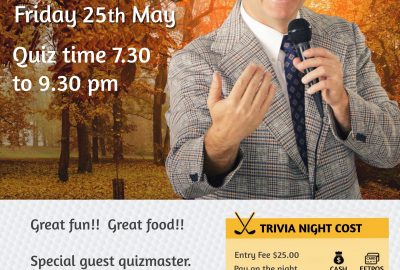 Friday 25th May
Quiz time 7.30
to 9.30 pm
Great fun!! Great food!!
Special guest quizmaster.
TRIVIA NIGHT COST
Entry Fee $25.00
Pay on the night
$
CASH
EFTPOS